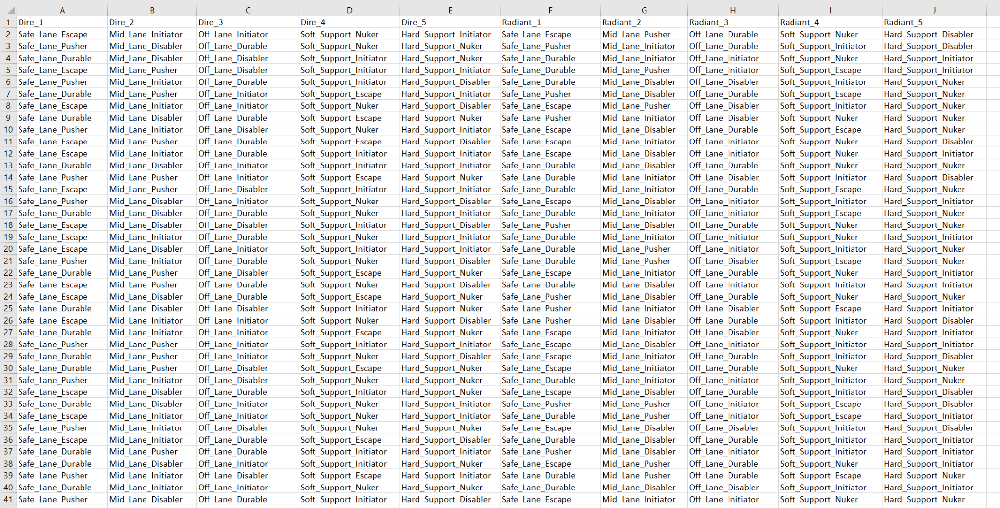 A B C D E F G H I J
1 Dire_1 Dire_2 Dire_3 Dire_4 Dire_5 Radiant_1 Radiant_2 Radiant_3 Radiant_4 Radiant_5
2 Safe_Lane_Escape Mid_Lane_Initiator Off_Lane_Initiator Soft_Support_Nuker Hard_Support_Initiator Safe_Lane_Escape Mid_Lane_Pusher Off_Lane_Durable Soft_Support_Nuker Hard_Support_Disabler
3 Safe_Lane_Pusher Mid_Lane_Disabler Off_Lane_Durable Soft_Support_Nuker Hard_Support_Nuker Safe_Lane_Pusher Mid_Lane_Initiator Off_Lane_Durable Soft_Support_Initiator Hard_Support_Disabler
4 Safe_Lane_Durable Mid_Lane_Disabler Off_Lane_Disabler Soft_Support_Initiator Hard_Support_Nuker Safe_Lane_Durable Mid_Lane_Initiator Off_Lane_Initiator Soft_Support_Nuker Hard_Support_Initiator
5 Safe_Lane_Escape Mid_Lane_Pusher Off_Lane_Disabler Soft_Support_Initiator Hard_Support_Initiator Safe_Lane_Durable Mid_Lane_Pusher Off_Lane_Initiator Soft_Support_Escape Hard_Support_Initiator
6 Safe_Lane_Pusher Mid_Lane_Initiator Off_Lane_Durable Soft_Support_Initiator Hard_Support_Disabler Safe_Lane_Durable Mid_Lane_Disabler Off_Lane_Disabler Soft_Support_Initiator Hard_Support_Nuker
7 Safe_Lane_Durable Mid_Lane_Pusher Off_Lane_Initiator Soft_Support_Escape Hard_Support_Initiator Safe_Lane_Pusher Mid_Lane_Disabler Off_Lane_Durable Soft_Support_Escape Hard_Support_Nuker
8 Safe_Lane_Escape Mid_Lane_Initiator Off_Lane_Initiator Soft_Support_Nuker Hard_Support_Disabler Safe_Lane_Escape Mid_Lane_Pusher Off_Lane_Disabler Soft_Support_Initiator Hard_Support_Nuker
9 Safe_Lane_Durable Mid_Lane_Disabler Off_Lane_Durable Soft_Support_Escape Hard_Support_Nuker Safe_Lane_Pusher Mid_Lane_Initiator Off_Lane_Disabler Soft_Support_Nuker Hard_Support_Nuker
10 Safe_Lane_Pusher Mid_Lane_Initiator Off_Lane_Disabler Soft_Support_Nuker Hard_Support_Initiator Safe_Lane_Escape Mid_Lane_Disabler Off_Lane_Durable Soft_Support_Escape Hard_Support_Nuker
11 Safe_Lane_Escape Mid_Lane_Pusher Off_Lane_Durable Soft_Support_Escape Hard_Support_Disabler Safe_Lane_Escape Mid_Lane_Initiator Off_Lane_Initiator Soft_Support_Nuker Hard_Support_Disabler
12 Safe_Lane_Escape Mid_Lane_Initiator Off_Lane_Durable Soft_Support_Initiator Hard_Support_Initiator Safe_Lane_Escape Mid_Lane_Disabler Off_Lane_Initiator Soft_Support_Nuker Hard_Support_Initiator
13 Safe_Lane_Durable Mid_Lane_Disabler Off_Lane_Initiator Soft_Support_Initiator Hard_Support_Initiator Safe_Lane_Durable Mid_Lane_Disabler Off_Lane_Durable Soft_Support_Nuker Hard_Support_Nuker
14 Safe_Lane_Pusher Mid_Lane_Pusher Off_Lane_Initiator Soft_Support_Escape Hard_Support_Nuker Safe_Lane_Durable Mid_Lane_Initiator Off_Lane_Disabler Soft_Support_Initiator Hard_Support_Disabler
15 Safe_Lane_Escape Mid_Lane_Pusher Off_Lane_Disabler Soft_Support_Initiator Hard_Support_Initiator Safe_Lane_Durable Mid_Lane_Initiator Off_Lane_Durable Soft_Support_Escape Hard_Support_Nuker
16 Safe_Lane_Pusher Mid_Lane_Disabler Off_Lane_Initiator Soft_Support_Nuker Hard_Support_Disabler Safe_Lane_Escape Mid_Lane_Disabler Off_Lane_Initiator Soft_Support_Initiator Hard_Support_Initiator
17 Safe_Lane_Durable Mid_Lane_Disabler Off_Lane_Durable Soft_Support_Nuker Hard_Support_Initiator Safe_Lane_Durable Mid_Lane_Initiator Off_Lane_Initiator Soft_Support_Escape Hard_Support_Nuker
18 Safe_Lane_Escape Mid_Lane_Disabler Off_Lane_Disabler Soft_Support_Initiator Hard_Support_Disabler Safe_Lane_Pusher Mid_Lane_Disabler Off_Lane_Durable Soft_Support_Nuker Hard_Support_Nuker
19 Safe_Lane_Escape Mid_Lane_Initiator Off_Lane_Durable Soft_Support_Nuker Hard_Support_Initiator Safe_Lane_Durable Mid_Lane_Initiator Off_Lane_Initiator Soft_Support_Nuker Hard_Support_Initiator
20 Safe_Lane_Escape Mid_Lane_Disabler Off_Lane_Initiator Soft_Support_Initiator Hard_Support_Initiator Safe_Lane_Durable Mid_Lane_Pusher Off_Lane_Initiator Soft_Support_Initiator Hard_Support_Nuker
21 Safe_Lane_Pusher Mid_Lane_Initiator Off_Lane_Durable Soft_Support_Nuker Hard_Support_Disabler Safe_Lane_Durable Mid_Lane_Pusher Off_Lane_Disabler Soft_Support_Escape Hard_Support_Nuker
22 Safe_Lane_Durable Mid_Lane_Pusher Off_Lane_Disabler Soft_Support_Escape Hard_Support_Nuker Safe_Lane_Escape Mid_Lane_Initiator Off_Lane_Durable Soft_Support_Nuker Hard_Support_Initiator
23 Safe_Lane_Escape Mid_Lane_Pusher Off_Lane_Durable Soft_Support_Nuker Hard_Support_Disabler Safe_Lane_Durable Mid_Lane_Disabler Off_Lane_Initiator Soft_Support_Initiator Hard_Support_Initiator
24 Safe_Lane_Escape Mid_Lane_Disabler Off_Lane_Durable Soft_Support_Escape Hard_Support_Nuker Safe_Lane_Pusher Mid_Lane_Disabler Off_Lane_Durable Soft_Support_Nuker Hard_Support_Nuker
25 Safe_Lane_Durable Mid_Lane_Disabler Off_Lane_Disabler Soft_Support_Initiator Hard_Support_Nuker Safe_Lane_Pusher Mid_Lane_Initiator Off_Lane_Disabler Soft_Support_Escape Hard_Support_Initiator
26 Safe_Lane_Escape Mid_Lane_Initiator Off_Lane_Initiator Soft_Support_Nuker Hard_Support_Disabler Safe_Lane_Pusher Mid_Lane_Disabler Off_Lane_Durable Soft_Support_Initiator Hard_Support_Disabler
27 Safe_Lane_Durable Mid_Lane_Initiator Off_Lane_Initiator Soft_Support_Escape Hard_Support_Nuker Safe_Lane_Escape Mid_Lane_Initiator Off_Lane_Disabler Soft_Support_Nuker Hard_Support_Initiator
28 Safe_Lane_Pusher Mid_Lane_Pusher Off_Lane_Initiator Soft_Support_Initiator Hard_Support_Initiator Safe_Lane_Escape Mid_Lane_Disabler Off_Lane_Initiator Soft_Support_Initiator Hard_Support_Initiator
29 Safe_Lane_Durable Mid_Lane_Pusher Off_Lane_Initiator Soft_Support_Nuker Hard_Support_Disabler Safe_Lane_Escape Mid_Lane_Initiator Off_Lane_Durable Soft_Support_Initiator Hard_Support_Disabler
30 Safe_Lane_Durable Mid_Lane_Pusher Off_Lane_Disabler Soft_Support_Escape Hard_Support_Nuker Safe_Lane_Escape Mid_Lane_Initiator Off_Lane_Durable Soft_Support_Nuker Hard_Support_Nuker
31 Safe_Lane_Pusher Mid_Lane_Initiator Off_Lane_Disabler Soft_Support_Nuker Hard_Support_Nuker Safe_Lane_Durable Mid_Lane_Initiator Off_Lane_Initiator Soft_Support_Initiator Hard_Support_Nuker
32 Safe_Lane_Escape Mid_Lane_Disabler Off_Lane_Durable Soft_Support_Initiator Hard_Support_Nuker Safe_Lane_Escape Mid_Lane_Disabler Off_Lane_Durable Soft_Support_Initiator Hard_Support_Disabler
33 Safe_Lane_Durable Mid_Lane_Disabler Off_Lane_Initiator Soft_Support_Nuker Hard_Support_Initiator Safe_Lane_Pusher Mid_Lane_Pusher Off_Lane_Initiator Soft_Support_Escape Hard_Support_Disabler
34 Safe_Lane_Escape Mid_Lane_Initiator Off_Lane_Initiator Soft_Support_Nuker Hard_Support_Initiator Safe_Lane_Durable Mid_Lane_Pusher Off_Lane_Initiator Soft_Support_Escape Hard_Support_Initiator
35 Safe_Lane_Pusher Mid_Lane_Initiator Off_Lane_Disabler Soft_Support_Nuker Hard_Support_Nuker Safe_Lane_Escape Mid_Lane_Disabler Off_Lane_Disabler Soft_Support_Initiator Hard_Support_Disabler
36 Safe_Lane_Escape Mid_Lane_Initiator Off_Lane_Durable Soft_Support_Escape Hard_Support_Disabler Safe_Lane_Durable Mid_Lane_Disabler Off_Lane_Durable Soft_Support_Initiator Hard_Support_Initiator
37 Safe_Lane_Durable Mid_Lane_Pusher Off_Lane_Durable Soft_Support_Initiator Hard_Support_Initiator Safe_Lane_Pusher Mid_Lane_Disabler Off_Lane_Initiator Soft_Support_Initiator Hard_Support_Initiator
38 Safe_Lane_Durable Mid_Lane_Disabler Off_Lane_Initiator Soft_Support_Initiator Hard_Support_Nuker Safe_Lane_Escape Mid_Lane_Pusher Off_Lane_Durable Soft_Support_Nuker Hard_Support_Initiator
39 Safe_Lane_Pusher Mid_Lane_Initiator Off_Lane_Disabler Soft_Support_Escape Hard_Support_Initiator Safe_Lane_Durable Mid_Lane_Pusher Off_Lane_Durable Soft_Support_Escape Hard_Support_Nuker
40 Safe_Lane_Durable Mid_Lane_Initiator Off_Lane_Initiator Soft_Support_Nuker Hard_Support_Nuker Safe_Lane_Durable Mid_Lane_Disabler Off_Lane_Disabler Soft_Support_Initiator Hard_Support_Initiator
41 Safe_Lane_Pusher Mid_Lane_Disabler Off_Lane_Durable Soft_Support_Initiator Hard_Support_Disabler Safe_Lane_Escape Mid_Lane_Initiator Off_Lane_Initiator Soft_Support_Nuker Hard_Support_Nuker